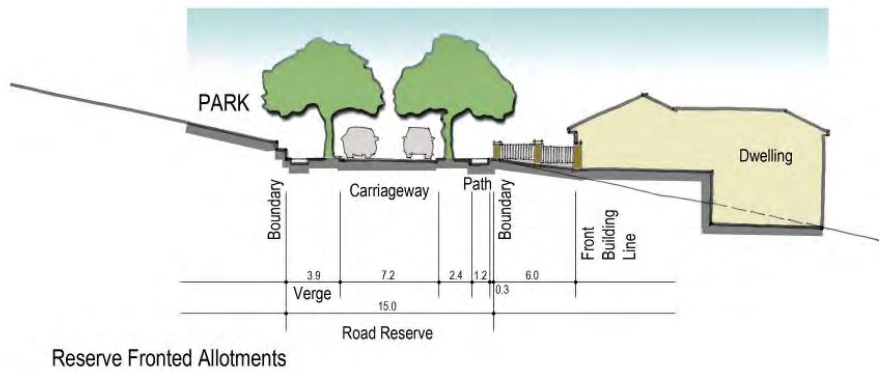 PARK
Dwelling
Carriageway
Path
Boundary
Boundary
Front
Building
Line
3.9
7.2
2.4
1.2
6.0
0.3
Verge
15.0
Road Reserve
Reserve Fronted Allotments